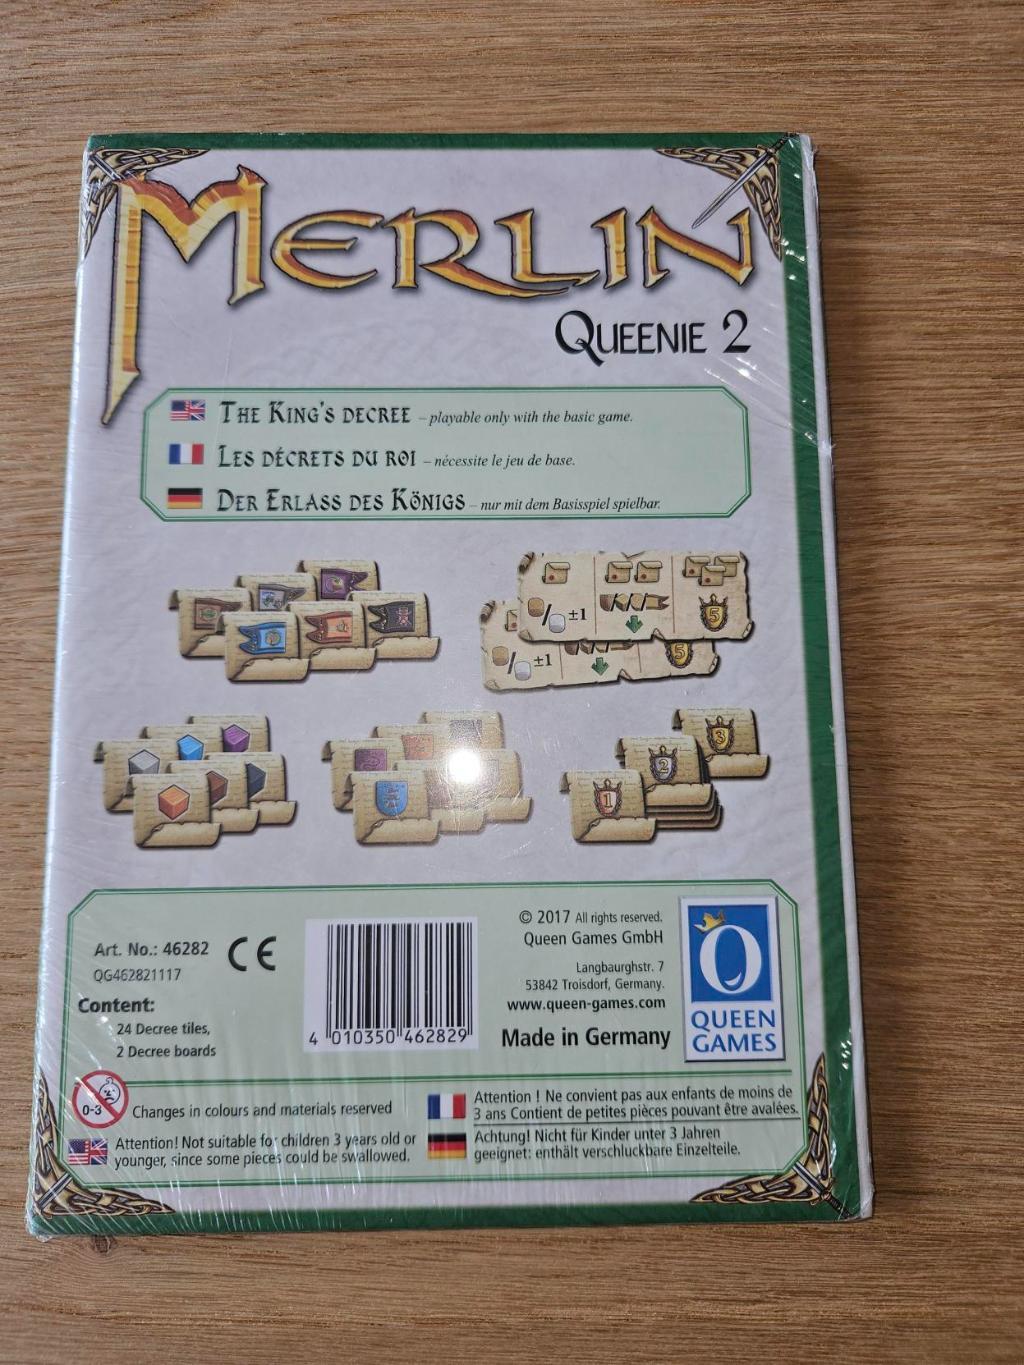 MERLIN
QUEENIE 2
THE KING'S DECREE – playable only with the basic game.
LES DÉCRETS DU ROI – nécessite le jeu de base.
DER ERLASS DES KÖNIGS – nur mit dem Basisspiel spielbar.
±1
5
±1
5
3
2
1
Art. No.: 46282
QG462821117
CE
Content:
24 Decree tiles,
2 Decree boards
4 010350 462829
© 2017 All rights reserved.
Queen Games GmbH
Langbaurghstr. 7
53842 Troisdorf, Germany.
www.queen-games.com
Made in Germany
Q
QUEEN
GAMES
0-3
Changes in colours and materials reserved
Attention! Not suitable for children 3 years old or
younger, since some pieces could be swallowed.
Attention ! Ne convient pas aux enfants de moins de
3 ans Contient de petites pièces pouvant être avalées.
Achtung! Nicht für Kinder unter 3 Jahren
geeignet: enthält verschluckbare Einzelteile.